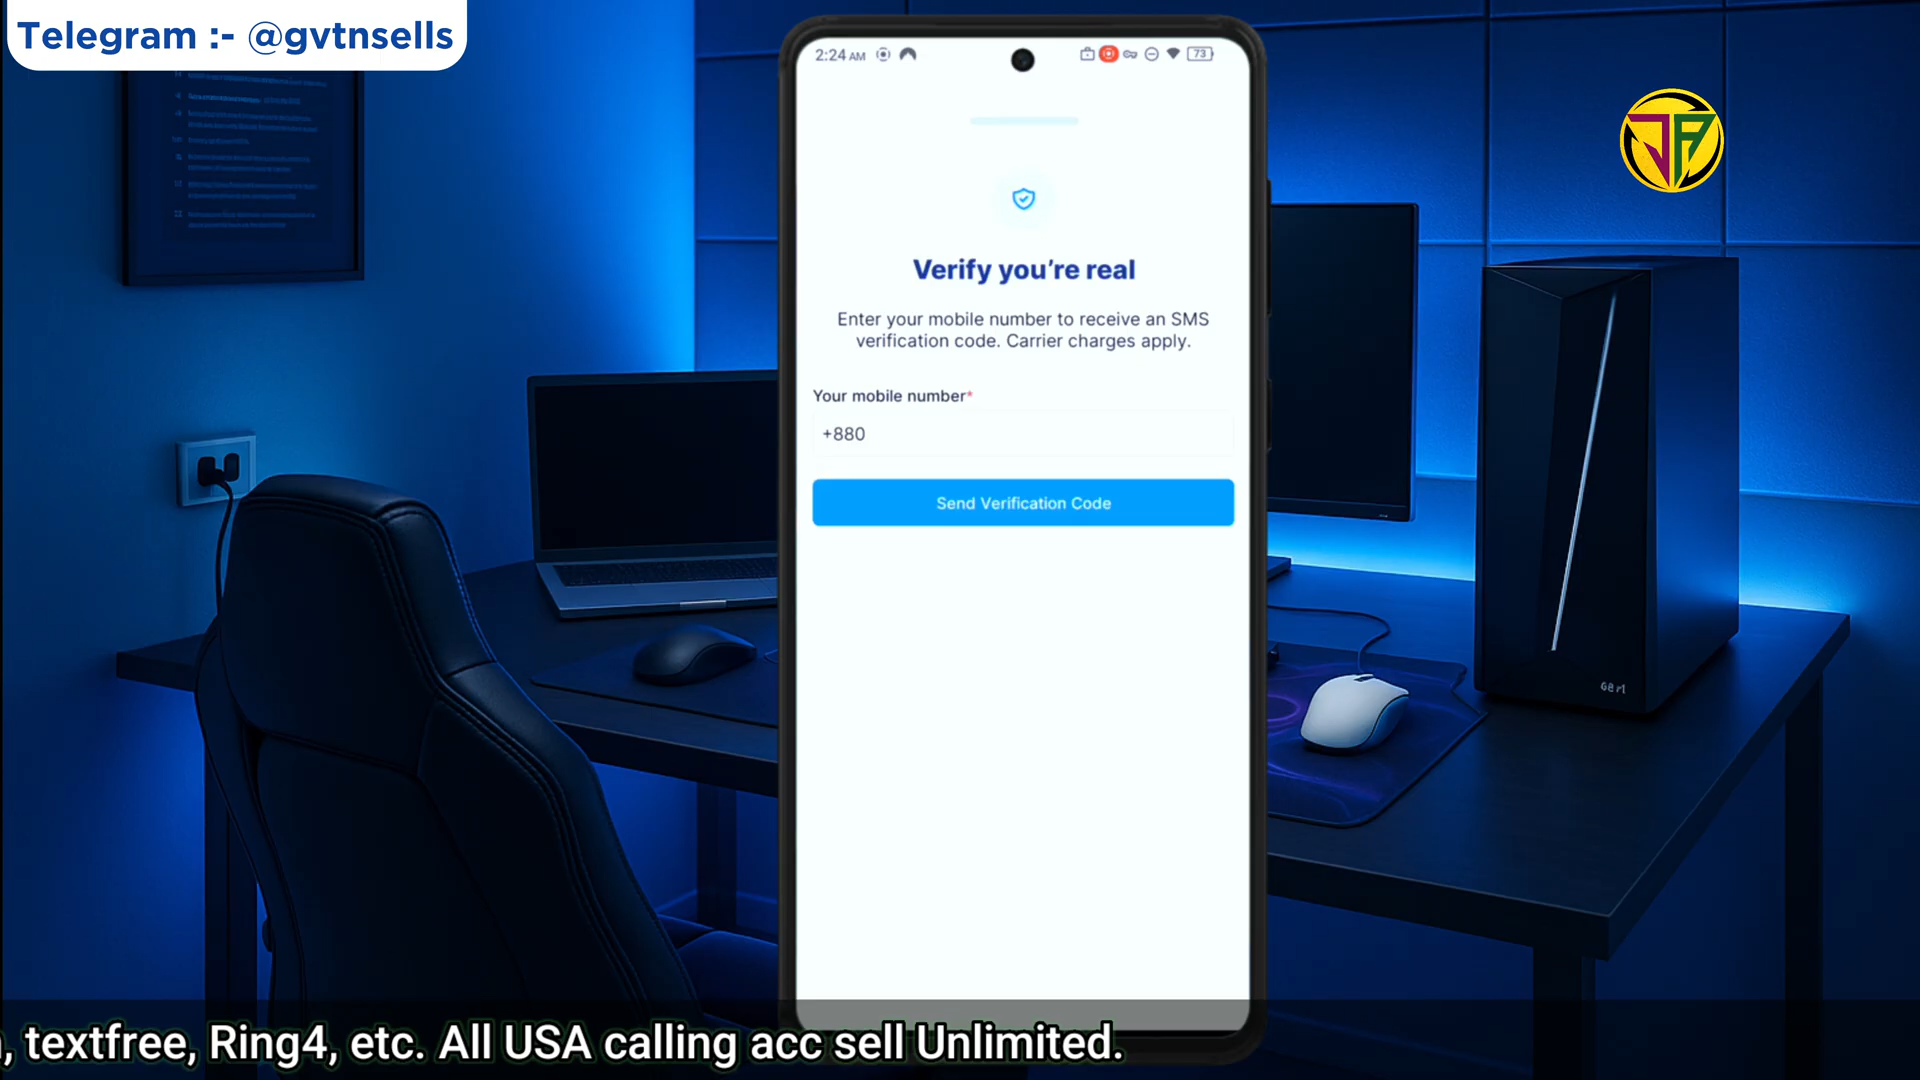 Telegram :- @gvtnsells
2:24 AM
73
Verify you're real
Enter your mobile number to receive an SMS
verification code. Carrier charges apply.
Your mobile number*
+880
Send Verification Code
, textfree, Ring4, etc. All USA calling acc sell Unlimited.